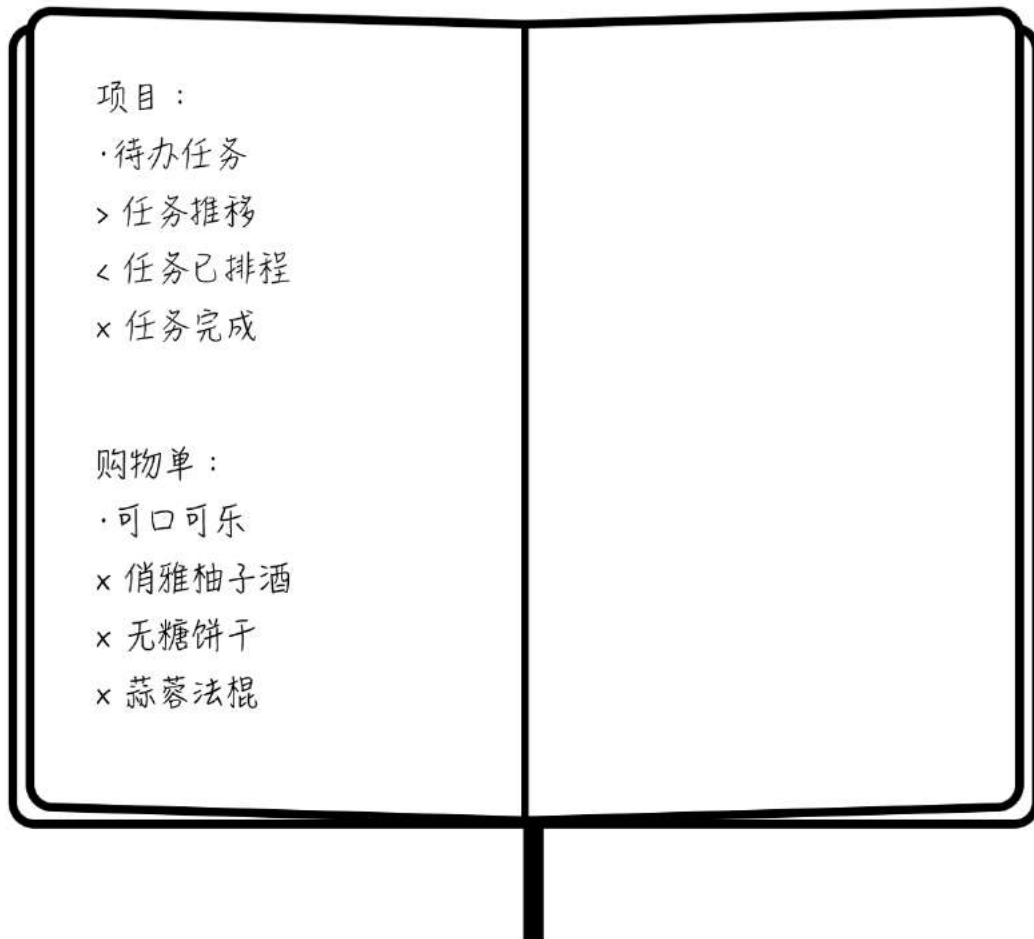 项目：
·待办任务
> 任务推移
< 任务已排程
x 任务完成
购物单：
·可口可乐
x 俏雅柚子酒
x 无糖饼干
x 蒜蓉法棍